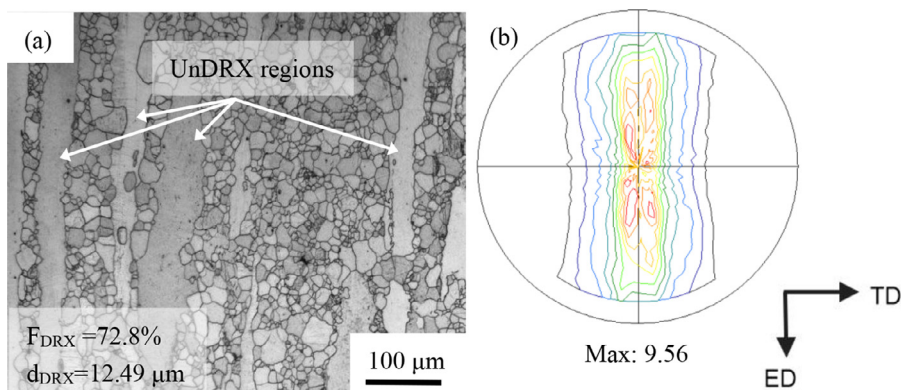 (a)
UnDRX regions
F_DRX =72.8%
d_DRX=12.49 μm
100 μm
(b)
Max: 9.56
TD
ED